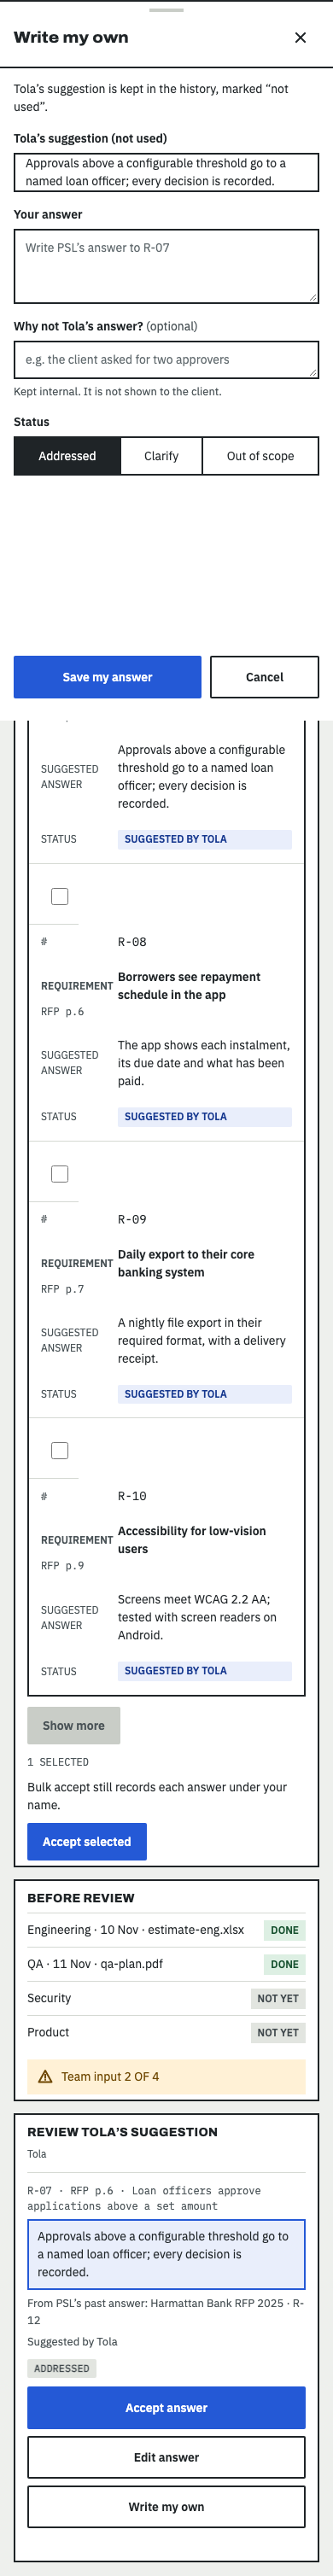 Write my own
Tola’s suggestion is kept in the history, marked “not
used”.
Tola’s suggestion (not used)
Approvals above a configurable threshold go to a
named loan officer; every decision is recorded.
Your answer
Write PSL’s answer to R-07
Why not Tola’s answer? (optional)
e.g. the client asked for two approvers
Kept internal. It is not shown to the client.
Status
Addressed
Clarify
Out of scope
Save my answer
Cancel
SUGGESTED
ANSWER
Approvals above a configurable
threshold go to a named loan
officer; every decision is
recorded.
STATUS
SUGGESTED BY TOLA
#
R-08
REQUIREMENT
RFP p.6
Borrowers see repayment
schedule in the app
SUGGESTED
ANSWER
The app shows each instalment,
its due date and what has been
paid.
STATUS
SUGGESTED BY TOLA
#
R-09
REQUIREMENT
RFP p.7
Daily export to their core
banking system
SUGGESTED
ANSWER
A nightly file export in their
required format, with a delivery
receipt.
STATUS
SUGGESTED BY TOLA
#
R-10
REQUIREMENT
RFP p.9
Accessibility for low-vision
users
SUGGESTED
ANSWER
Screens meet WCAG 2.2 AA;
tested with screen readers on
Android.
STATUS
SUGGESTED BY TOLA
Show more
1 SELECTED
Bulk accept still records each answer under your
name.
Accept selected
BEFORE REVIEW
Engineering · 10 Nov · estimate-eng.xlsx
DONE
QA · 11 Nov · qa-plan.pdf
DONE
Security
NOT YET
Product
NOT YET
Team input 2 OF 4
REVIEW TOLA’S SUGGESTION
Tola
R-07 · RFP p.6 · Loan officers approve
applications above a set amount
Approvals above a configurable threshold go to
a named loan officer; every decision is
recorded.
From PSL’s past answer: Harmattan Bank RFP 2025 · R-
12
Suggested by Tola
ADDRESSED
Accept answer
Edit answer
Write my own